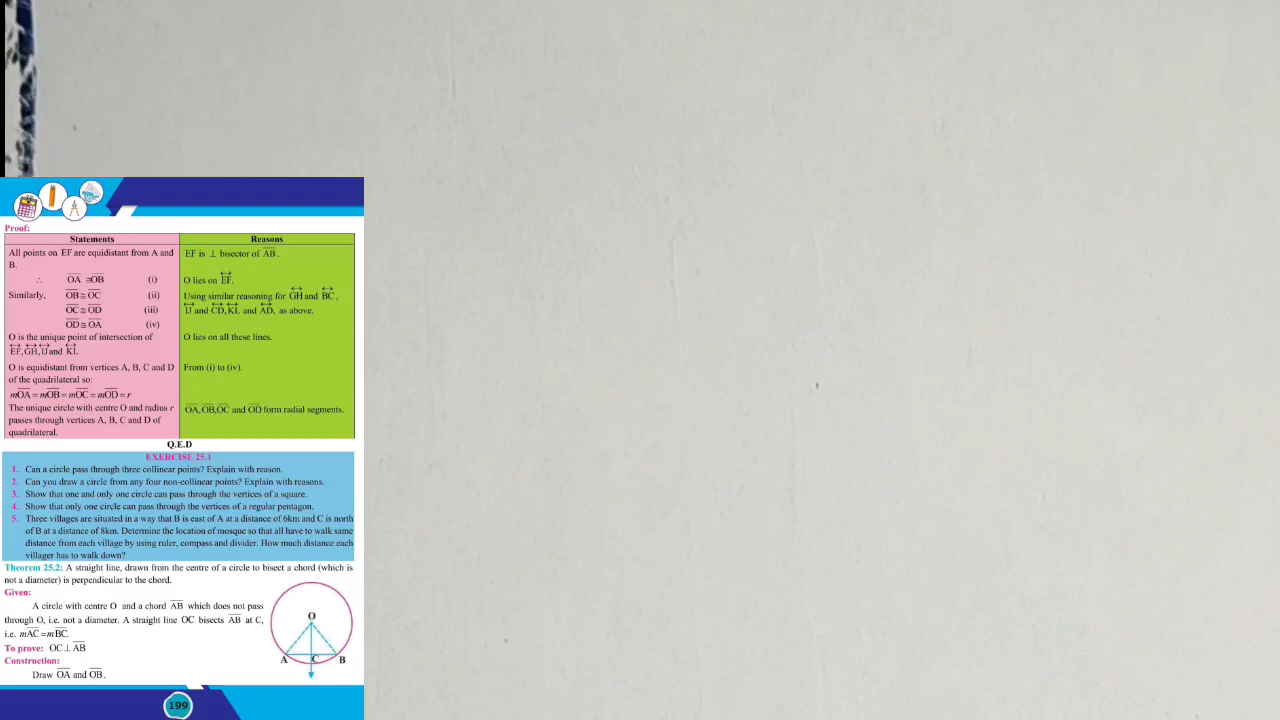 Proof:
Statements
Reasons
All points on EF are equidistant from A and
B.
EF is ⊥ bisector of AB.
∴ OA ≅OB (i)
O lies on EF.
Similarly, OB ≅ OC (ii)
Using similar reasoning for GH and BC,
OC ≅ OD (iii)
IJ and CD, KL and AD, as above.
OD ≅ OA (iv)
O is the unique point of intersection of
O lies on all these lines.
EF, GH, IJ and KL
O is equidistant from vertices A, B, C and D
From (i) to (iv).
of the quadrilateral so:
mOA = mOB = mOC = mOD = r
The unique circle with centre O and radius r
OA, OB, OC and OD form radial segments.
passes through vertices A, B, C and D of
quadrilateral.
Q.E.D
EXERCISE 25.1
1. Can a circle pass through three collinear points? Explain with reason.
2. Can you draw a circle from any four non-collinear points? Explain with reasons.
3. Show that one and only one circle can pass through the vertices of a square.
4. Show that only one circle can pass through the vertices of a regular pentagon.
5. Three villages are situated in a way that B is east of A at a distance of 6km and C is north
of B at a distance of 8km. Determine the location of mosque so that all have to walk same
distance from each village by using ruler, compass and divider. How much distance each
villager has to walk down?
Theorem 25.2: A straight line, drawn from the centre of a circle to bisect a chord (which is
not a diameter) is perpendicular to the chord.
Given:
A circle with centre O and a chord AB which does not pass
through O, i.e. not a diameter. A straight line OC bisects AB at C,
i.e. mAC = mBC.
To prove: OC ⊥ AB
Construction:
Draw OA and OB.
O
A C B
199